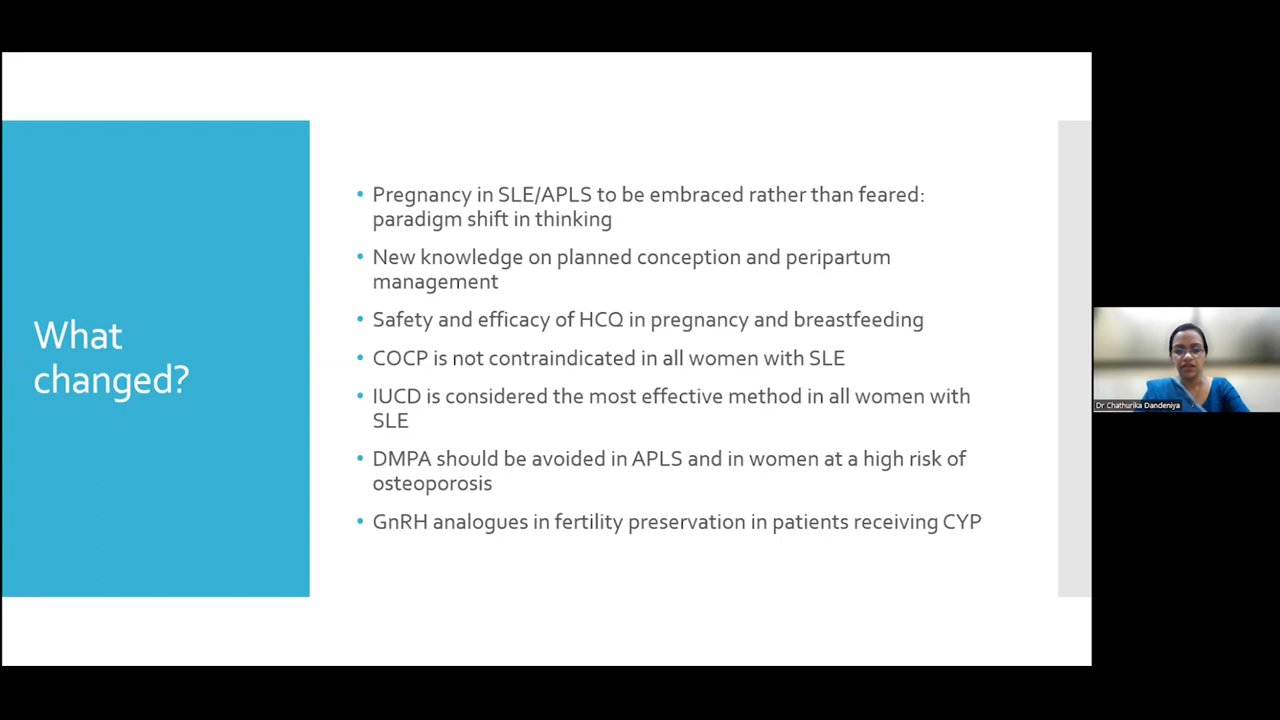 What
changed?
• Pregnancy in SLE/APLS to be embraced rather than feared:
paradigm shift in thinking
• New knowledge on planned conception and peripartum
management
• Safety and efficacy of HCQ in pregnancy and breastfeeding
• COCP is not contraindicated in all women with SLE
• IUCD is considered the most effective method in all women with
SLE
• DMPA should be avoided in APLS and in women at a high risk of
osteoporosis
• GnRH analogues in fertility preservation in patients receiving CYP
Dr Chathurika Dandeniya